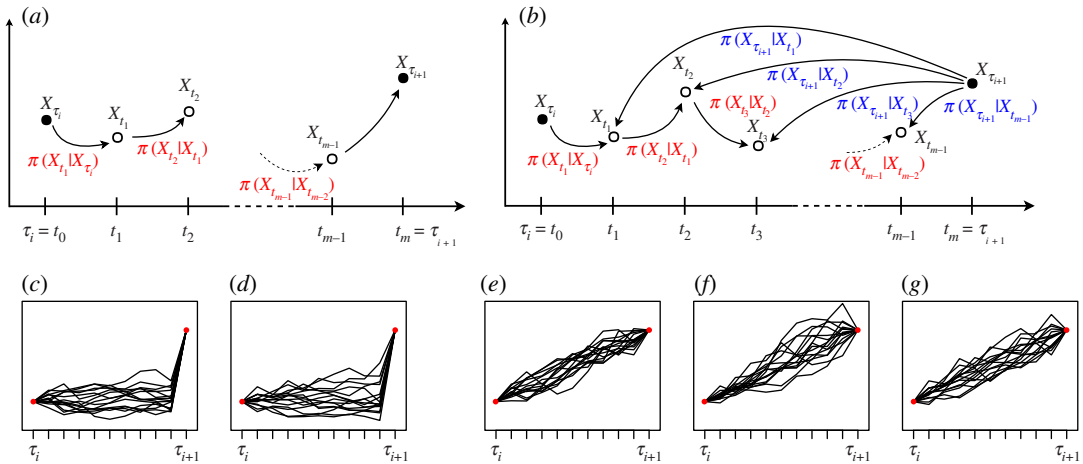 (a)
X_{τ_i}
X_{t_1}
X_{t_2}
X_{t_{m–1}}
X_{τ_{i+1}}
π (X_{t_1}|X_{τ_i})
π (X_{t_2}|X_{t_1})
π (X_{t_{m–1}}|X_{t_{m–2}})
τ_i = t_0
t_1
t_2
t_{m–1}
t_m = τ_{i+1}
(b)
X_{τ_i}
X_{t_1}
X_{t_2}
X_{t_3}
X_{t_{m–1}}
X_{τ_{i+1}}
π (X_{τ_{i+1}}|X_{t_1})
π (X_{τ_{i+1}}|X_{t_2})
π (X_{τ_{i+1}}|X_{t_3})
π (X_{τ_{i+1}}|X_{t_{m–1}})
π (X_{t_1}|X_{τ_i})
π (X_{t_2}|X_{t_1})
π (X_{t_3}|X_{t_2})
π (X_{t_{m–1}}|X_{t_{m–2}})
τ_i = t_0
t_1
t_2
t_3
t_{m–1}
t_m = τ_{i+1}
(c)
τ_i
τ_{i+1}
(d)
τ_i
τ_{i+1}
(e)
τ_i
τ_{i+1}
(f)
τ_i
τ_{i+1}
(g)
τ_i
τ_{i+1}